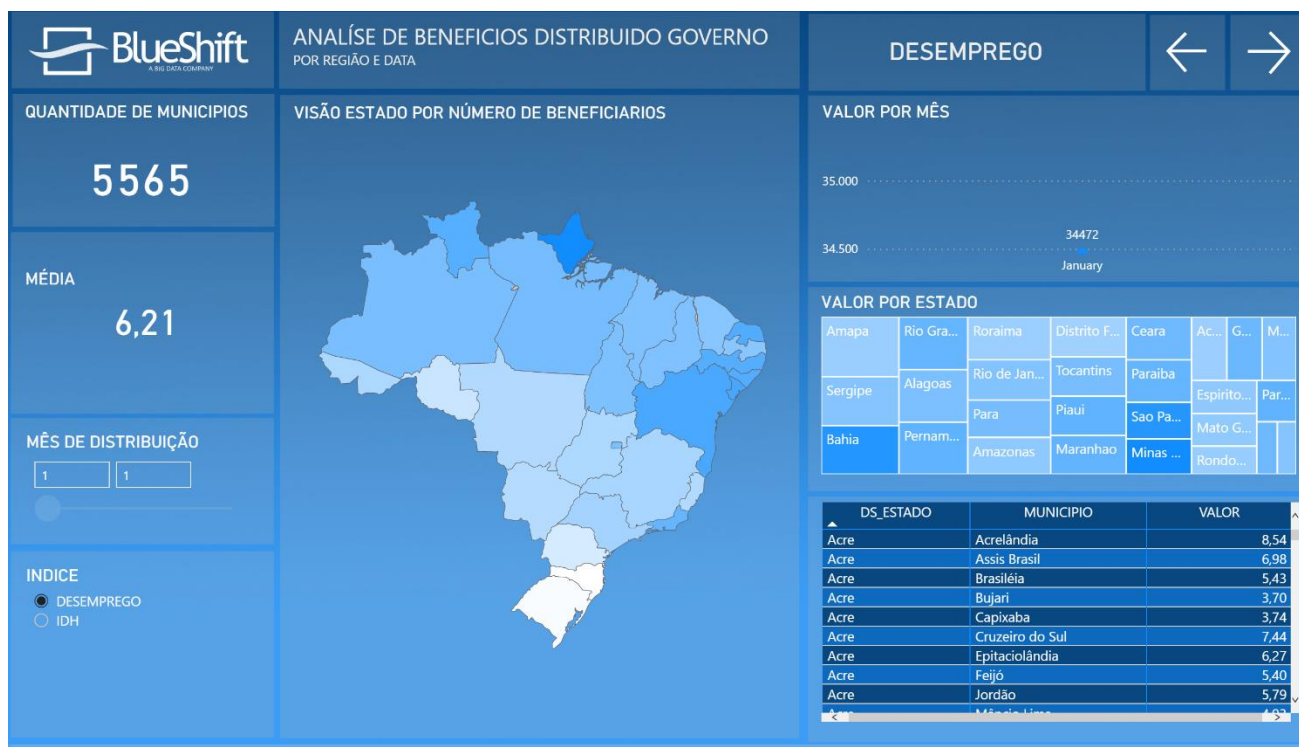 BlueShift
A BIG DATA COMPANY
ANALÍSE DE BENEFICIOS DISTRIBUIDO GOVERNO
POR REGIÃO E DATA
DESEMPREGO
QUANTIDADE DE MUNICIPIOS
5565
MÉDIA
6,21
MÊS DE DISTRIBUIÇÃO
1 1
INDICE
DESEMPREGO
IDH
VISÃO ESTADO POR NÚMERO DE BENEFICIARIOS
VALOR POR MÊS
35.000
34472
34.500
January
VALOR POR ESTADO
Amapa Rio Gra... Roraima Distrito F... Ceara Ac... G... M...
Sergipe Alagoas Rio de Jan... Tocantins Paraiba Espirito... Par...
Para Piaui Sao Pa... Mato G...
Bahia Pernam... Amazonas Maranhao Minas ... Rondo...
DS_ESTADO MUNICIPIO VALOR
Acre Acrelândia 8,54
Acre Assis Brasil 6,98
Acre Brasiléia 5,43
Acre Bujari 3,70
Acre Capixaba 3,74
Acre Cruzeiro do Sul 7,44
Acre Epitaciolândia 6,27
Acre Feijó 5,40
Acre Jordão 5,79